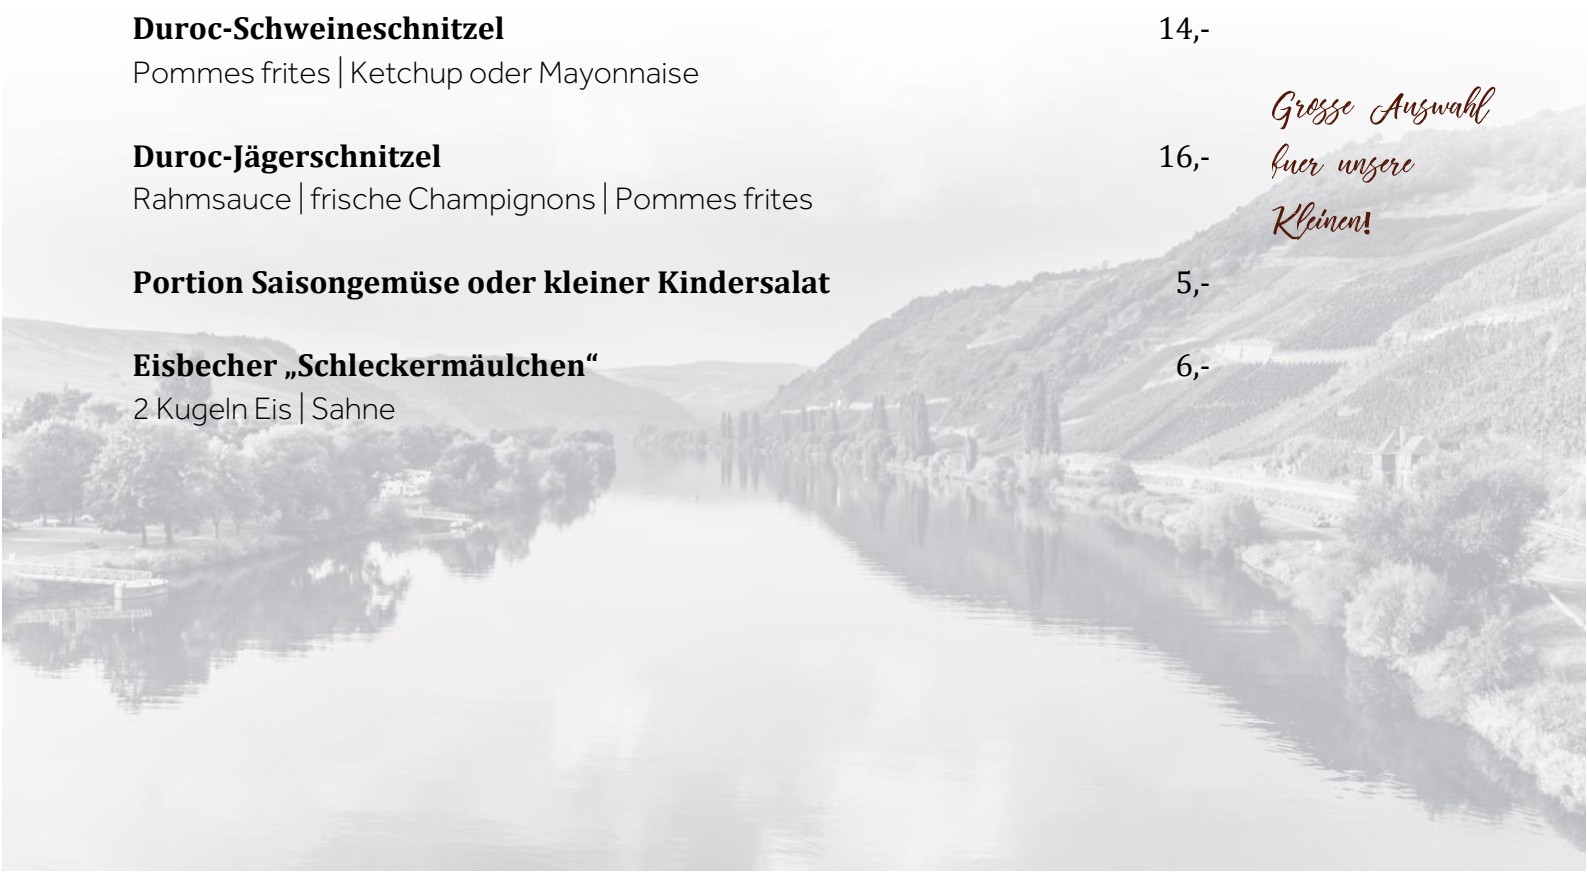 Duroc-Schweineschnitzel 14,-
Pommes frites | Ketchup oder Mayonnaise
Grosse Auswahl
Duroc-Jägerschnitzel 16,-
fuer unsere
Rahmsauce | frische Champignons | Pommes frites
Kleinen!
Portion Saisongemüse oder kleiner Kindersalat 5,-
Eisbecher „Schleckermäulchen“ 6,-
2 Kugeln Eis | Sahne